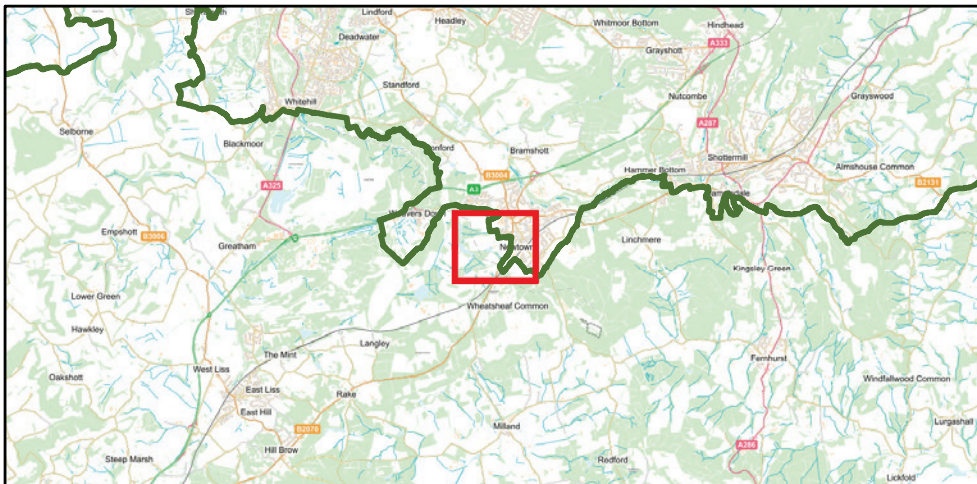 Lindford
Headley
Whitmoor Bottom
Hindhead
Deadwater
A333
Grayshott
Standford
Nutcombe
Grayswood
Whitehill
Selborne
A287
Blackmoor
Bramshott
Shottermill
Hammer Bottom
Almshouse Common
B3004
A3
A325
B2131
Empshott
B3006
Greatham
Newtown
Linchmere
Kingsley Green
Lower Green
Wheatsheaf Common
Hawkley
Langley
The Mint
Fernhurst
Oakshott
West Liss
Windfallwood Common
East Liss
Rake
East Hill
Lurgashall
B2070
Milland
Hill Brow
A286
Steep Marsh
Redford
Lickfold